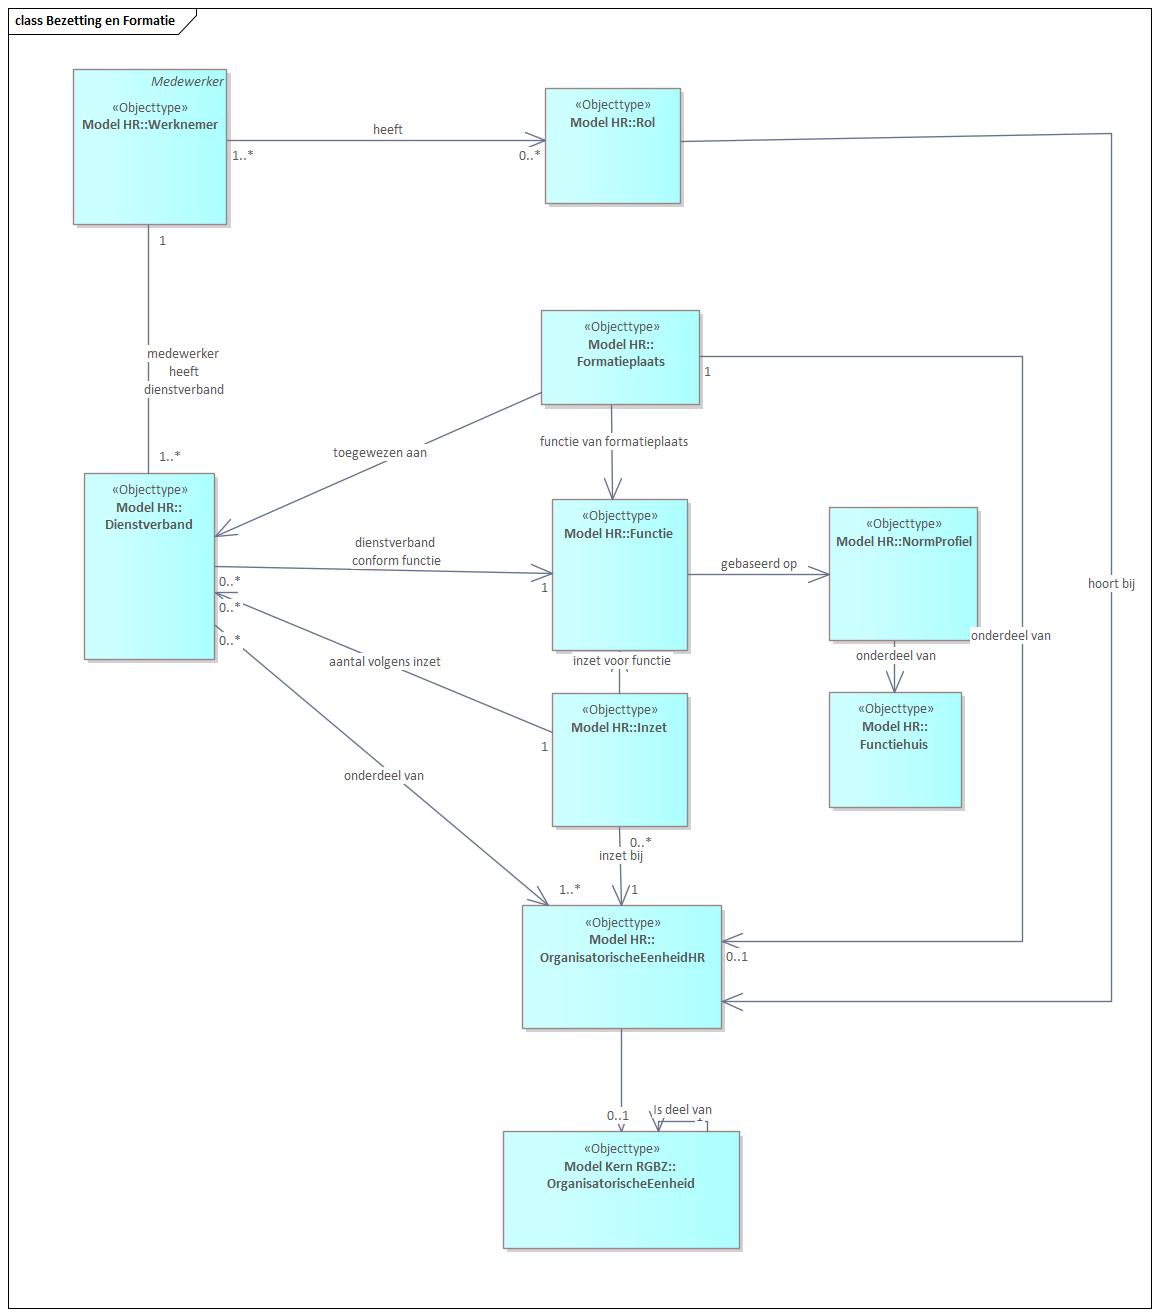 class Bezetting en Formatie
Medewerker
«Objecttype»
Model HR::Werknemer
heeft
1..*
0..*
«Objecttype»
Model HR::Rol
1
medewerker
heeft
dienstverband
1..*
«Objecttype»
Model HR::
Formatieplaats
1
toegewezen aan
functie van formatieplaats
«Objecttype»
Model HR::
Dienstverband
dienstverband
conform functie
0..*
1
0..*
0..*
«Objecttype»
Model HR::Functie
gebaseerd op
«Objecttype»
Model HR::NormProfiel
hoort bij
onderdeel van
onderdeel van
inzet voor functie
aantal volgens inzet
1
«Objecttype»
Model HR::Inzet
«Objecttype»
Model HR::
Functiehuis
onderdeel van
0..*
inzet bij
1..*
1
«Objecttype»
Model HR::
OrganisatorischeEenheidHR
0..1
0..1
Is deel van
«Objecttype»
Model Kern RGBZ::
OrganisatorischeEenheid